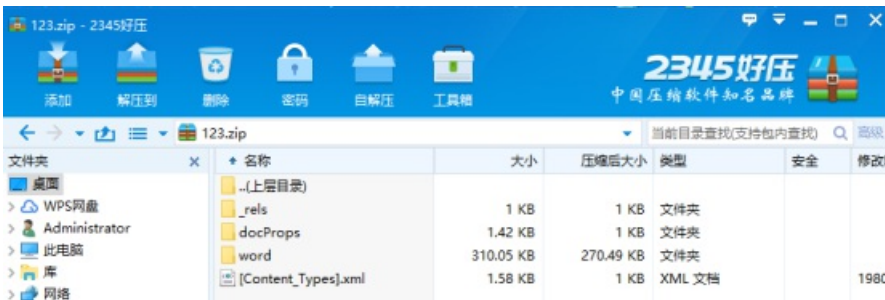 123.zip - 2345好压
添加 解压到 删除 密码 自解压 工具箱
2345好压
中国压缩软件知名品牌
123.zip 当前目录查找(支持包内查找) 高级
文件夹 名称 大小 压缩后大小 类型 安全 修改
桌面 ..(上层目录)
WPS网盘 _rels 1 KB 1 KB 文件夹
Administrator docProps 1.42 KB 1 KB 文件夹
此电脑 word 310.05 KB 270.49 KB 文件夹
库 [Content_Types].xml 1.58 KB 1 KB XML 文档 1980
网络